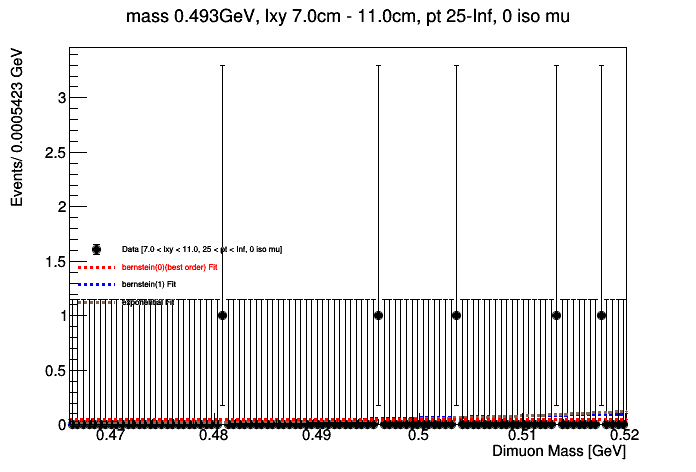 mass 0.493GeV, lxy 7.0cm - 11.0cm, pt 25-Inf, 0 iso mu
Events/ 0.0005423 GeV
3
2.5
2
1.5
1
0.5
0
Data [7.0 < lxy < 11.0, 25 < pt < Inf, 0 iso mu]
bernstein(0)(best order) Fit
bernstein(1) Fit
exponential Fit
0.47 0.48 0.49 0.5 0.51 0.52
Dimuon Mass [GeV]